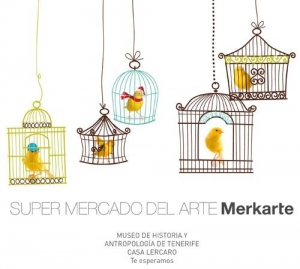 SUPER MERCADO DEL ARTE Merkarte
MUSEO DE HISTORIA Y
ANTROPOLOGÍA DE TENERIFE
CASA LERCARO
Te esperamos